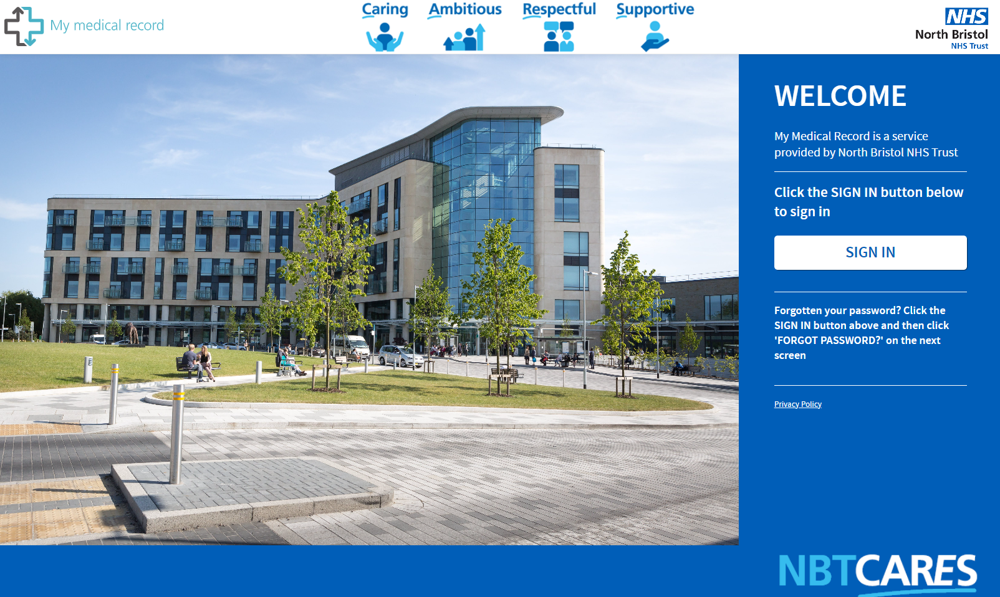 My medical record
Caring
Ambitious
Respectful
Supportive
NHS
North Bristol
NHS Trust
WELCOME
My Medical Record is a service
provided by North Bristol NHS Trust
Click the SIGN IN button below
to sign in
SIGN IN
Forgotten your password? Click the
SIGN IN button above and then click
'FORGOT PASSWORD?' on the next
screen
Privacy Policy
NBTCARES